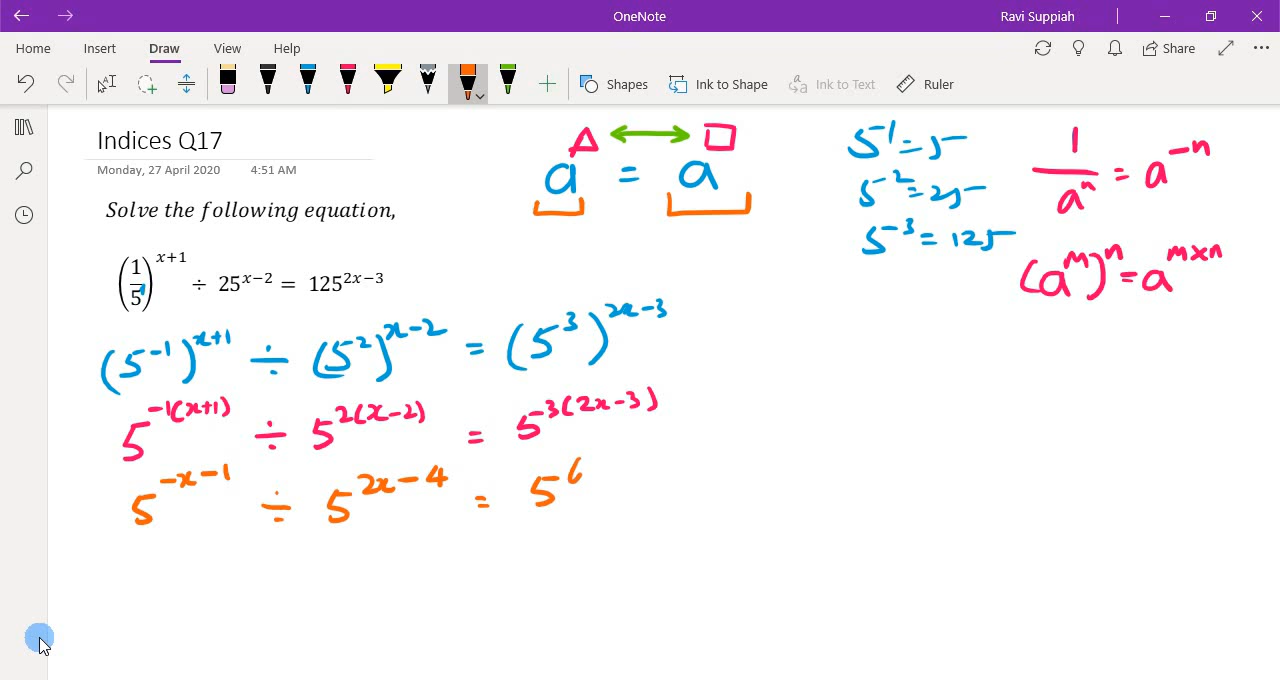 OneNote
Ravi Suppiah
Home Insert Draw View Help
Share
Shapes Ink to Shape Ink to Text Ruler
Indices Q17
Monday, 27 April 2020 4:51 AM
Solve the following equation,
(1/5)^(x+1) ÷ 25^(x−2) = 125^(2x−3)
(5^−1)^(x+1) ÷ (5^2)^(x−2) = (5^3)^(2x−3)
5^−1(x+1) ÷ 5^2(x−2) = 5^−3(2x−3)
5^−x−1 ÷ 5^2x−4 = 5^6
a^△ = a^□
5^−1 = 5
5^−2 = 25
5^−3 = 125
1/a^n = a^−n
(a^m)^n = a^m×n